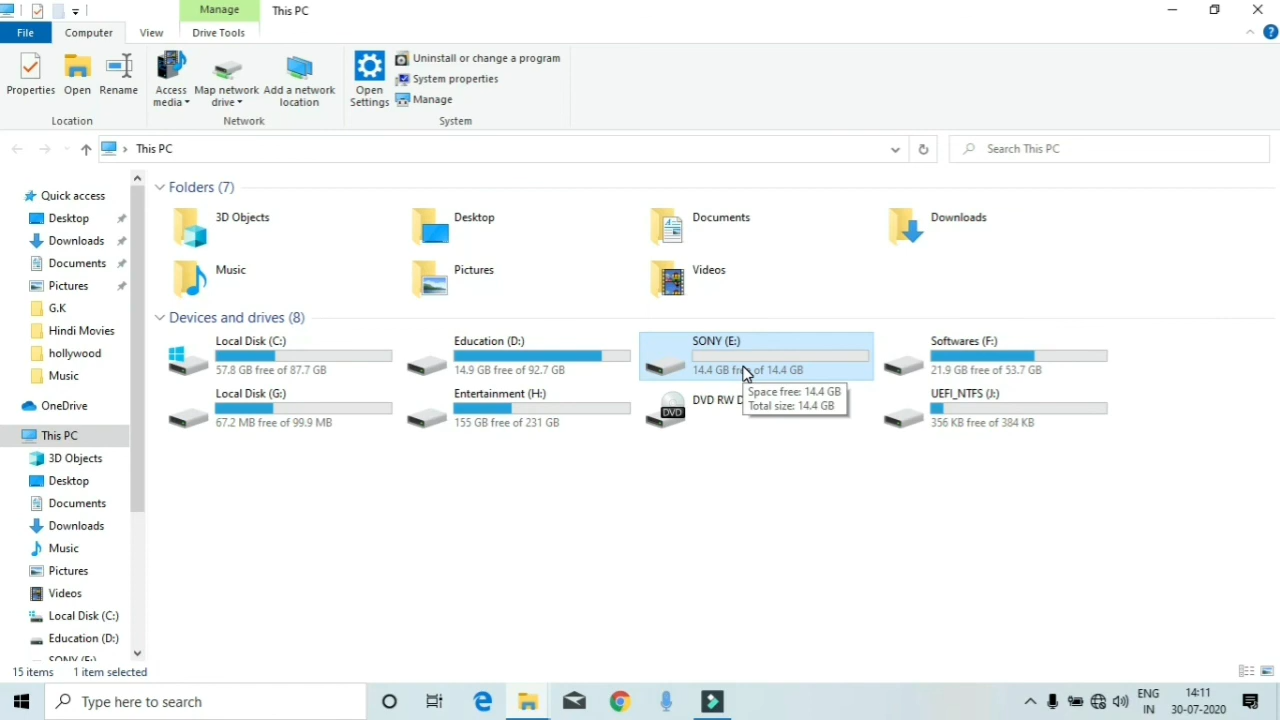 Manage
This PC
File
Computer
View
Drive Tools
Properties
Open
Rename
Access media
Map network drive
Add a network location
Open Settings
Uninstall or change a program
System properties
Manage
Location
Network
System
This PC
Search This PC
Quick access
Desktop
Downloads
Documents
Pictures
G.K
Hindi Movies
hollywood
Music
OneDrive
This PC
3D Objects
Desktop
Documents
Downloads
Music
Pictures
Videos
Local Disk (C:)
Education (D:)
SONY (E:)
Folders (7)
3D Objects
Desktop
Documents
Downloads
Music
Pictures
Videos
Devices and drives (8)
Local Disk (C:)
57.8 GB free of 87.7 GB
Education (D:)
14.9 GB free of 92.7 GB
SONY (E:)
14.4 GB free of 14.4 GB
Softwares (F:)
21.9 GB free of 53.7 GB
Local Disk (G:)
67.2 MB free of 99.9 MB
Entertainment (H:)
155 GB free of 231 GB
DVD
DVD RW D
Space free: 14.4 GB
Total size: 14.4 GB
UEFI_NTFS (J:)
356 KB free of 384 KB
15 items
1 item selected
Type here to search
ENG
IN
14:11
30-07-2020